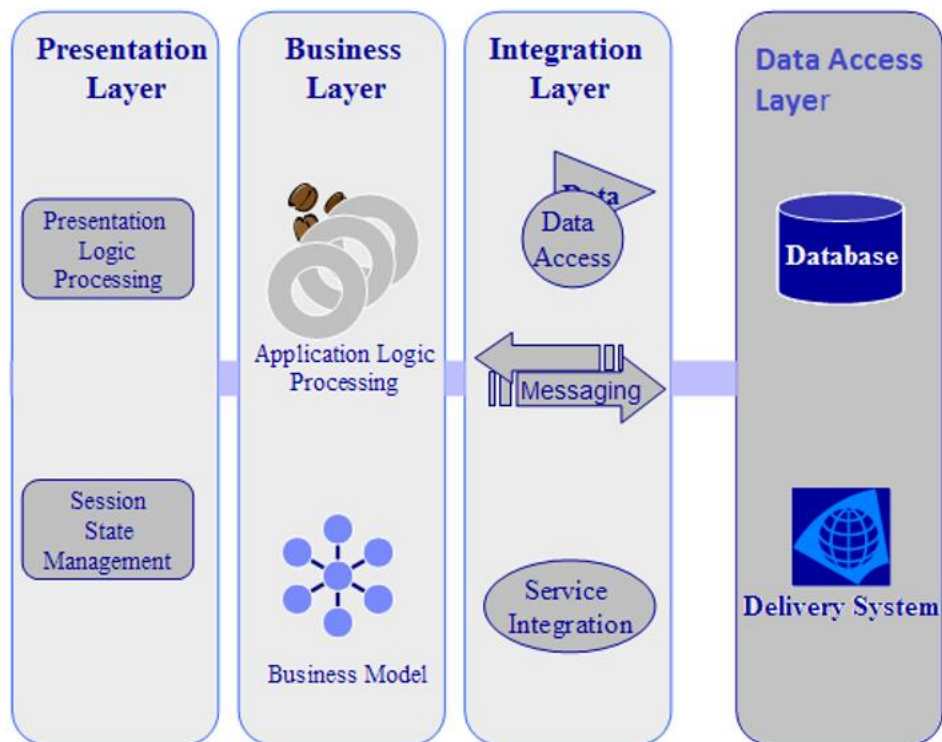 Presentation
Layer
Presentation
Logic
Processing
Session
State
Management
Business
Layer
Application Logic
Processing
Business Model
Integration
Layer
Data
Data
Access
Messaging
Service
Integration
Data Access
Layer
Database
Delivery System